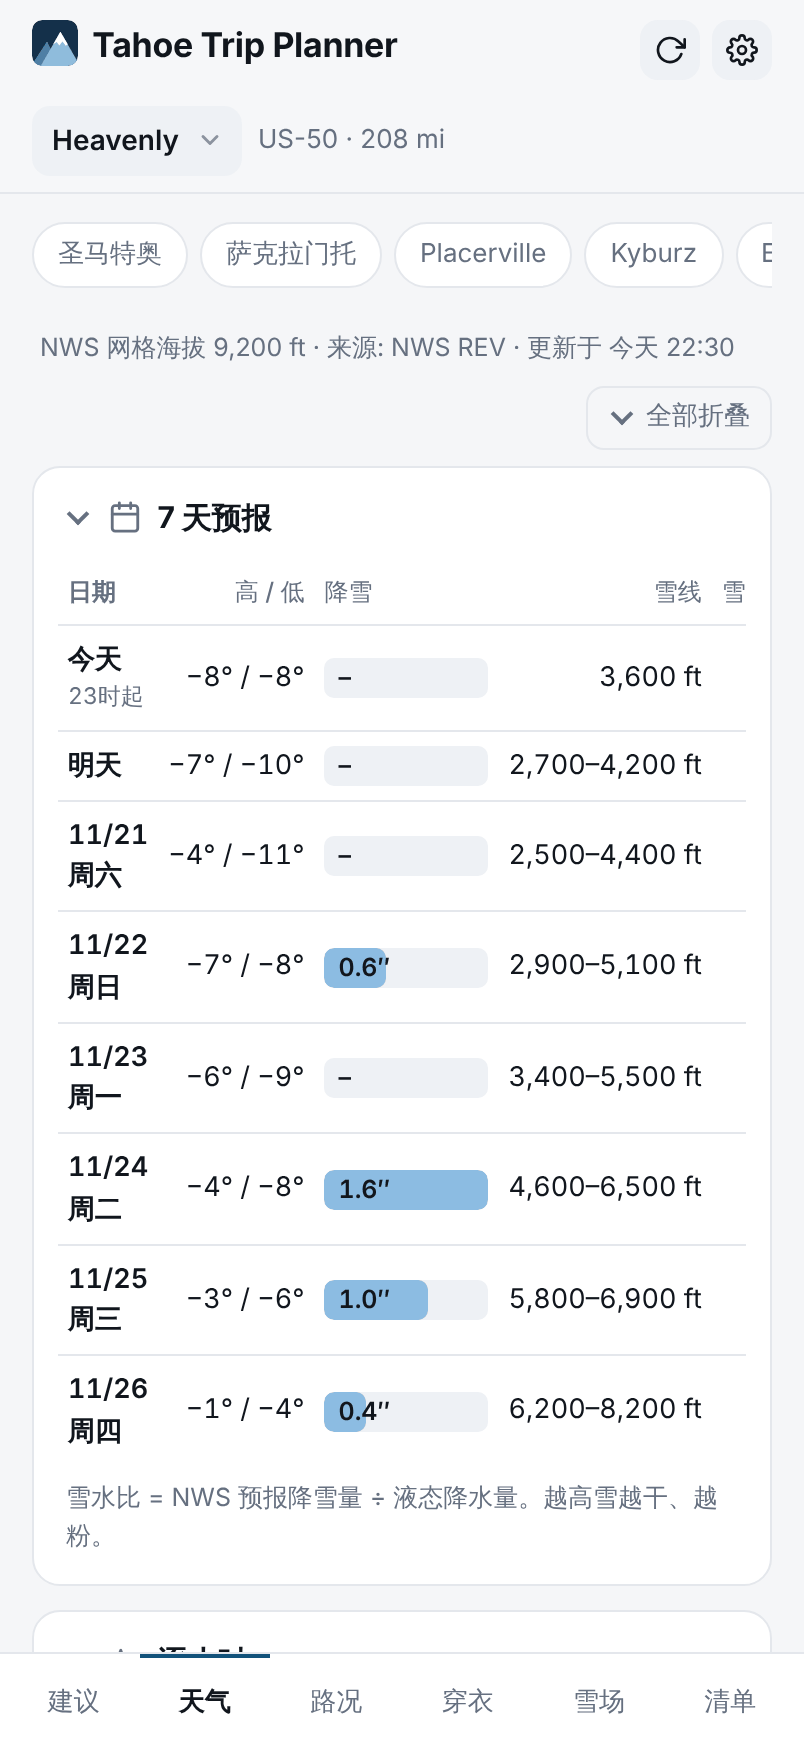 Tahoe Trip Planner
Heavenly US-50 · 208 mi
圣马特奥 萨克拉门托 Placerville Kyburz E
NWS 网格海拔 9,200 ft · 来源: NWS REV · 更新于 今天 22:30
全部折叠
7 天预报
日期 高 / 低 降雪 雪线 雪
今天
23时起
−8° / −8° – 3,600 ft
明天 −7° / −10° – 2,700–4,200 ft
11/21
周六
−4° / −11° – 2,500–4,400 ft
11/22
周日
−7° / −8° 0.6″ 2,900–5,100 ft
11/23
周一
−6° / −9° – 3,400–5,500 ft
11/24
周二
−4° / −8° 1.6″ 4,600–6,500 ft
11/25
周三
−3° / −6° 1.0″ 5,800–6,900 ft
11/26
周四
−1° / −4° 0.4″ 6,200–8,200 ft
雪水比 = NWS 预报降雪量 ÷ 液态降水量。越高雪越干、越
粉。
建议 天气 路况 穿衣 雪场 清单